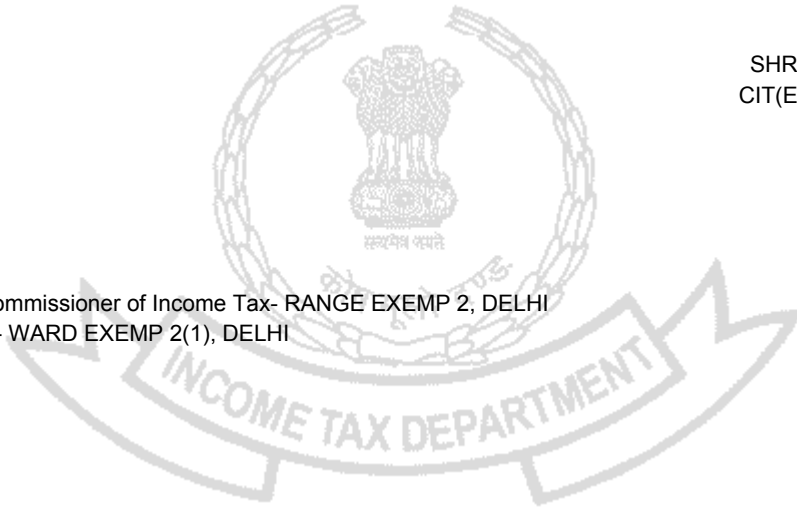 SHR
CIT(E
सत्यमेव जयते
ommissioner of Income Tax- RANGE EXEMP 2, DELHI
- WARD EXEMP 2(1), DELHI
INCOME TAX DEPARTMENT